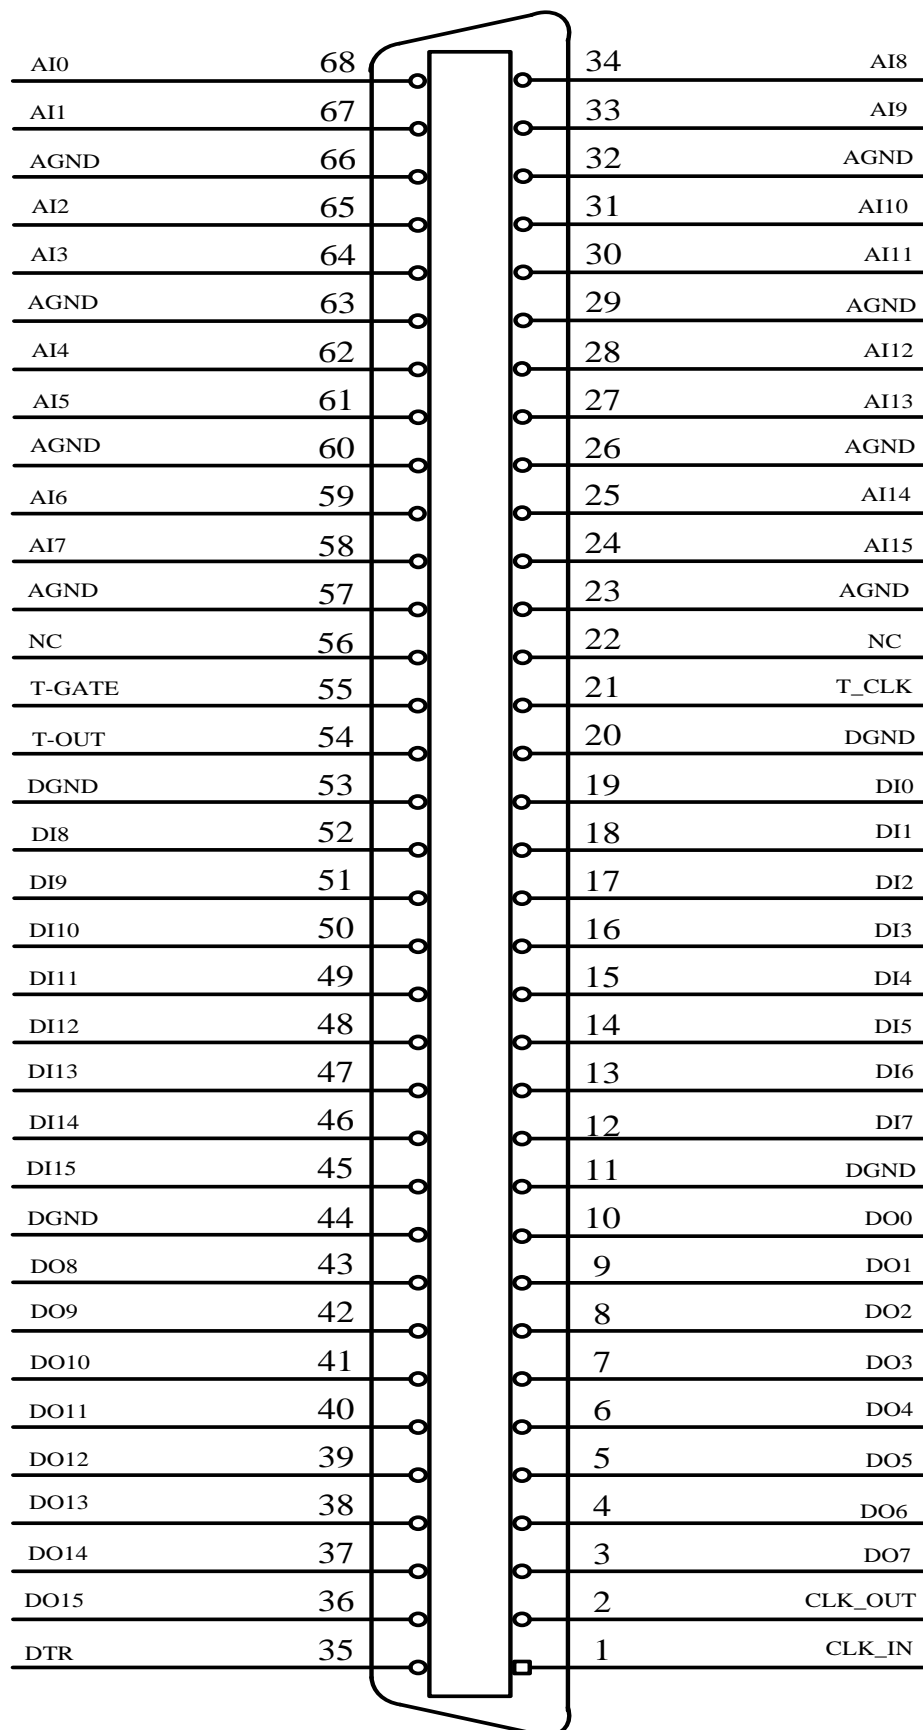 AI0 68 34 AI8
AI1 67 33 AI9
AGND 66 32 AGND
AI2 65 31 AI10
AI3 64 30 AI11
AGND 63 29 AGND
AI4 62 28 AI12
AI5 61 27 AI13
AGND 60 26 AGND
AI6 59 25 AI14
AI7 58 24 AI15
AGND 57 23 AGND
NC 56 22 NC
T-GATE 55 21 T_CLK
T-OUT 54 20 DGND
DGND 53 19 DI0
DI8 52 18 DI1
DI9 51 17 DI2
DI10 50 16 DI3
DI11 49 15 DI4
DI12 48 14 DI5
DI13 47 13 DI6
DI14 46 12 DI7
DI15 45 11 DGND
DGND 44 10 DO0
DO8 43 9 DO1
DO9 42 8 DO2
DO10 41 7 DO3
DO11 40 6 DO4
DO12 39 5 DO5
DO13 38 4 DO6
DO14 37 3 DO7
DO15 36 2 CLK_OUT
DTR 35 1 CLK_IN